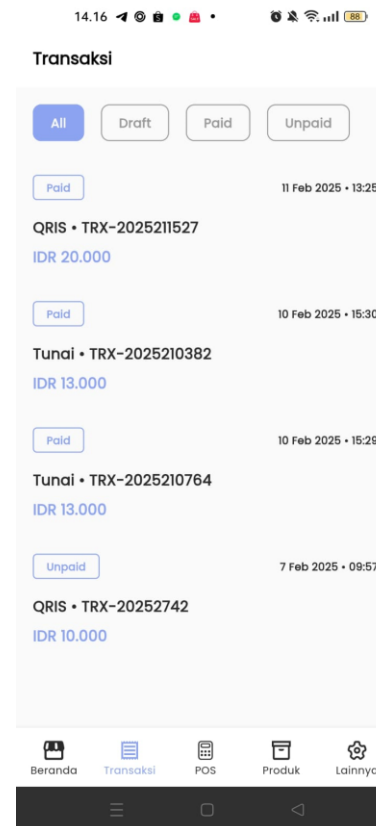 14.16
88
Transaksi
All Draft Paid Unpaid
Paid 11 Feb 2025 • 13:25
QRIS • TRX-2025211527
IDR 20.000
Paid 10 Feb 2025 • 15:30
Tunai • TRX-2025210382
IDR 13.000
Paid 10 Feb 2025 • 15:29
Tunai • TRX-2025210764
IDR 13.000
Unpaid 7 Feb 2025 • 09:57
QRIS • TRX-20252742
IDR 10.000
Beranda Transaksi POS Produk Lainnya